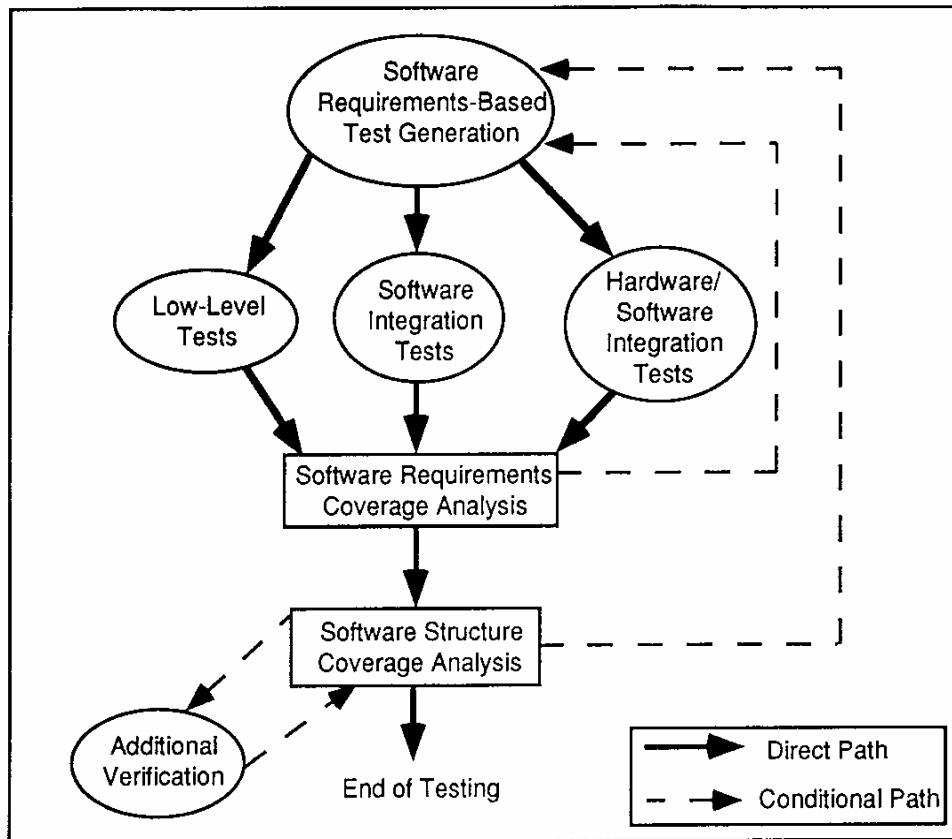 Software
Requirements-Based
Test Generation
Low-Level
Tests
Software
Integration
Tests
Hardware/
Software
Integration
Tests
Software Requirements
Coverage Analysis
Software Structure
Coverage Analysis
Additional
Verification
End of Testing
Direct Path
Conditional Path